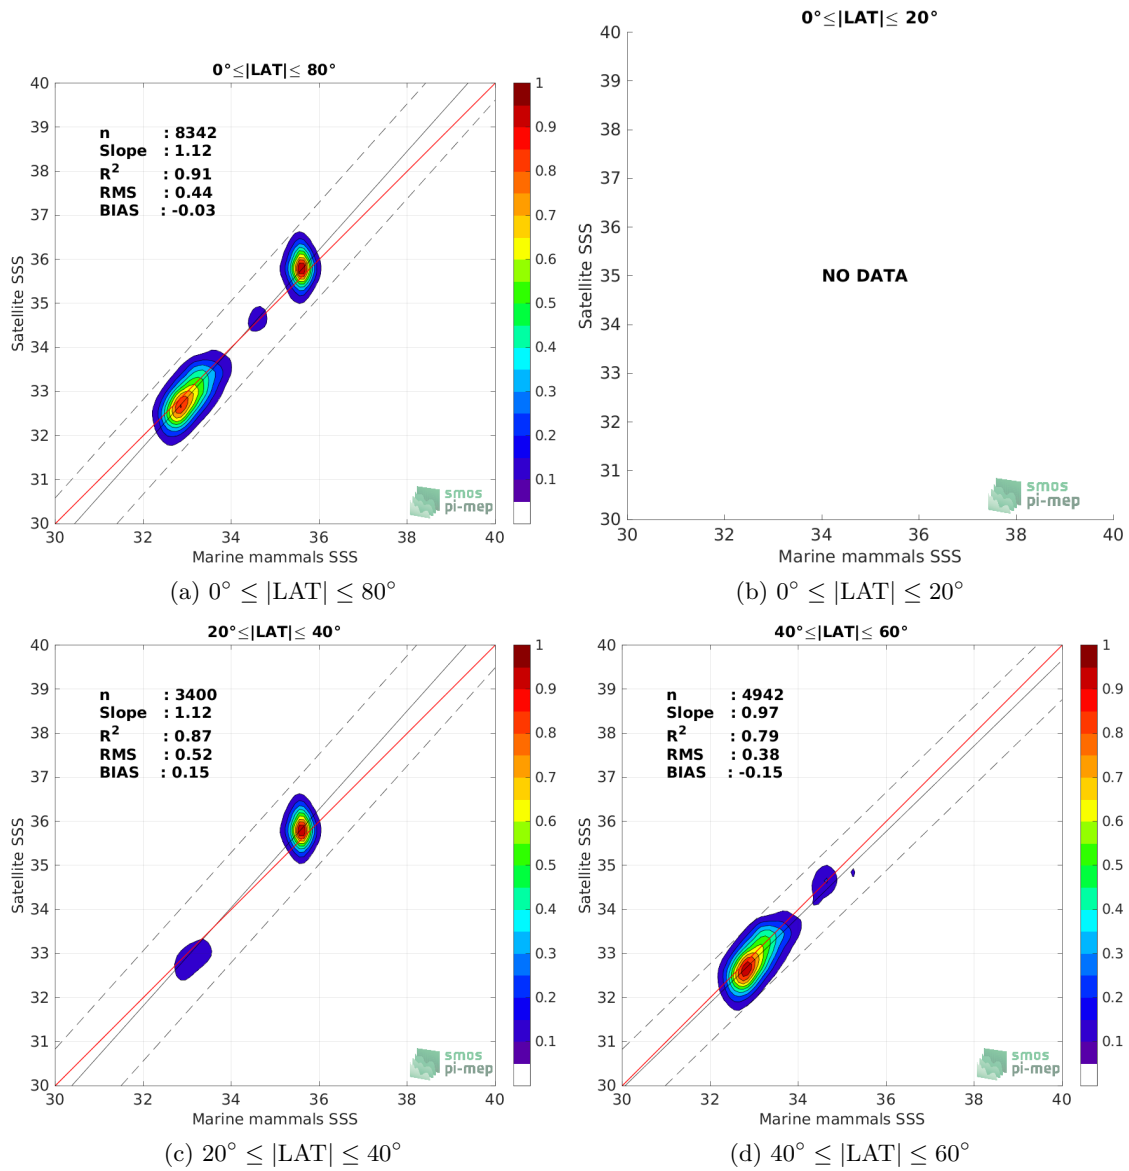 0°≤|LAT|≤ 80°
40
39
38
37
36
35
34
33
32
31
30
Satellite SSS
n : 8342
Slope : 1.12
R² : 0.91
RMS : 0.44
BIAS : -0.03
smos
pi-mep
30
32
34
36
38
40
Marine mammals SSS
1
0.9
0.8
0.7
0.6
0.5
0.4
0.3
0.2
0.1
(a) 0° ≤ |LAT| ≤ 80°
0°≤|LAT|≤ 20°
40
39
38
37
36
35
34
33
32
31
30
Satellite SSS
NO DATA
smos
pi-mep
30
32
34
36
38
40
Marine mammals SSS
(b) 0° ≤ |LAT| ≤ 20°
20°≤|LAT|≤ 40°
40
39
38
37
36
35
34
33
32
31
30
Satellite SSS
n : 3400
Slope : 1.12
R² : 0.87
RMS : 0.52
BIAS : 0.15
smos
pi-mep
30
32
34
36
38
40
Marine mammals SSS
1
0.9
0.8
0.7
0.6
0.5
0.4
0.3
0.2
0.1
(c) 20° ≤ |LAT| ≤ 40°
40°≤|LAT|≤ 60°
40
39
38
37
36
35
34
33
32
31
30
Satellite SSS
n : 4942
Slope : 0.97
R² : 0.79
RMS : 0.38
BIAS : -0.15
smos
pi-mep
30
32
34
36
38
40
Marine mammals SSS
1
0.9
0.8
0.7
0.6
0.5
0.4
0.3
0.2
0.1
(d) 40° ≤ |LAT| ≤ 60°